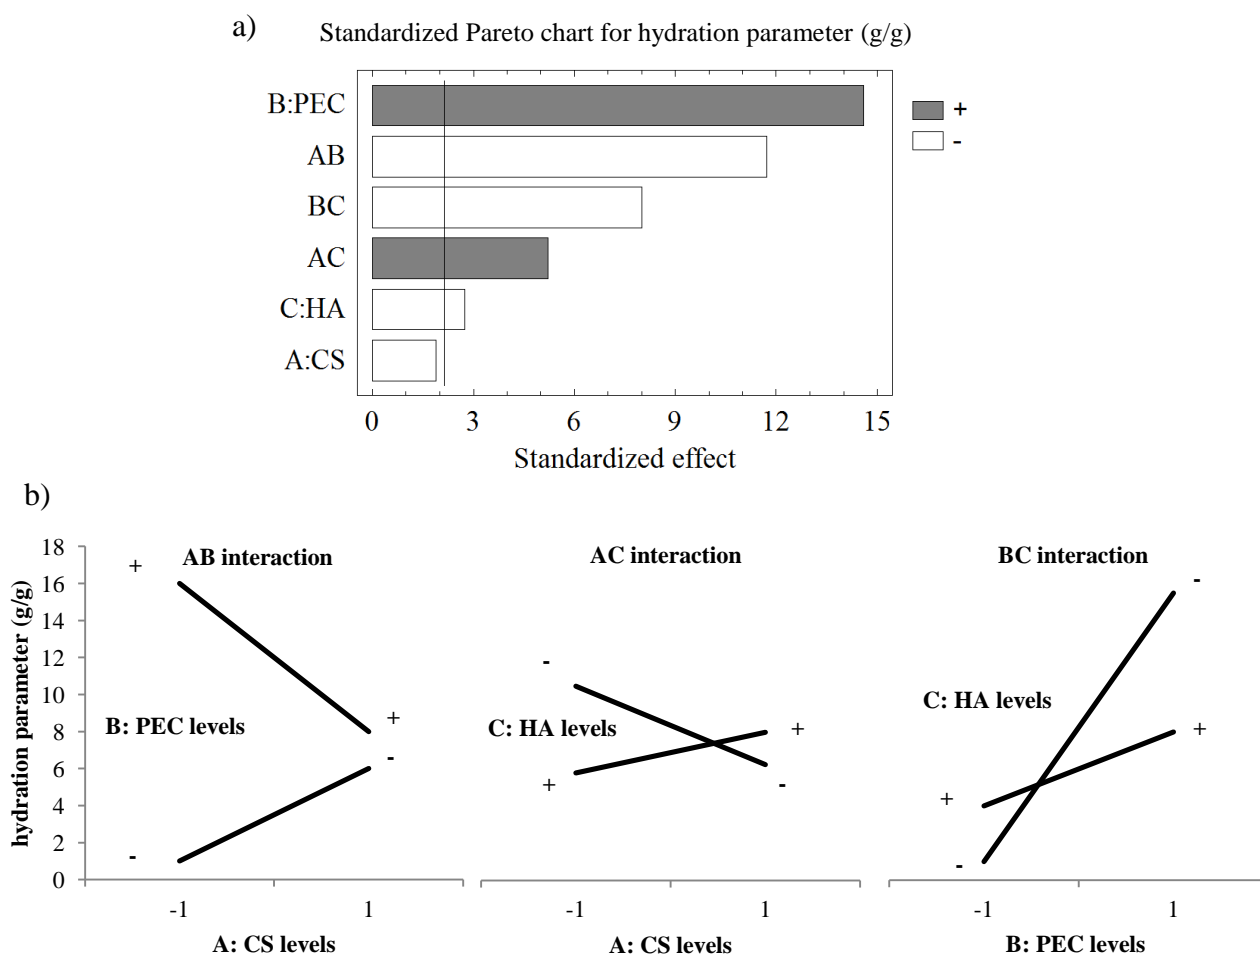 a)
Standardized Pareto chart for hydration parameter (g/g)
B:PEC
AB
BC
AC
C:HA
A:CS
+
-
0 3 6 9 12 15
Standardized effect
b)
hydration parameter (g/g)
18
16
14
12
10
8
6
4
2
0
AB interaction
+
B: PEC levels
+
-
-
-1 1
A: CS levels
AC interaction
-
C: HA levels
+
+
-
-1 1
A: CS levels
BC interaction
-
C: HA levels
+
+
-
-1 1
B: PEC levels